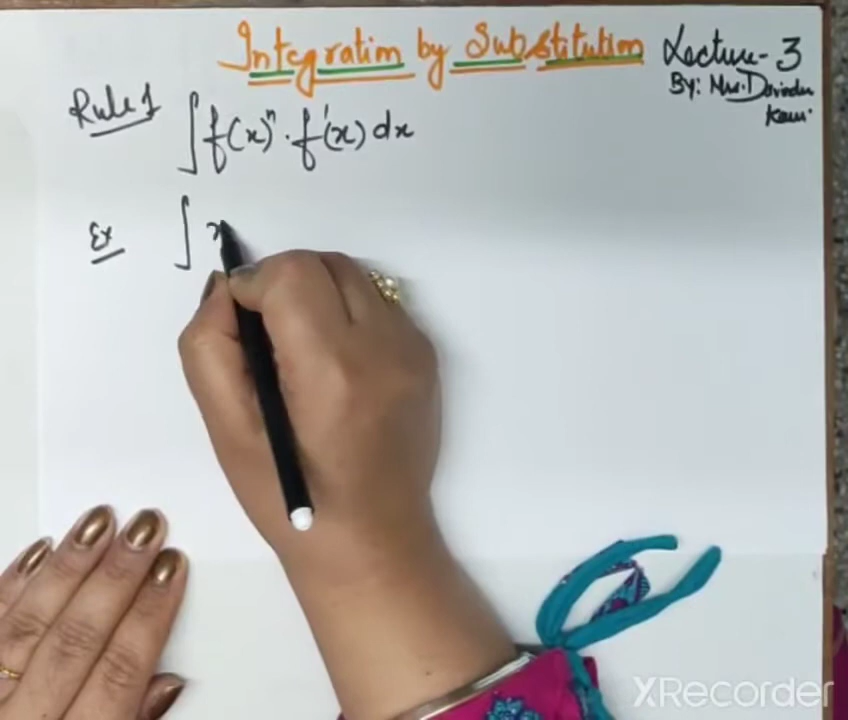 Integration by Substitution Lecture-3
By: Mrs. Davinder
Kaur.
Rule 1 ∫f(x)ⁿ.f'(x) dx
Ex ∫x
XRecorder